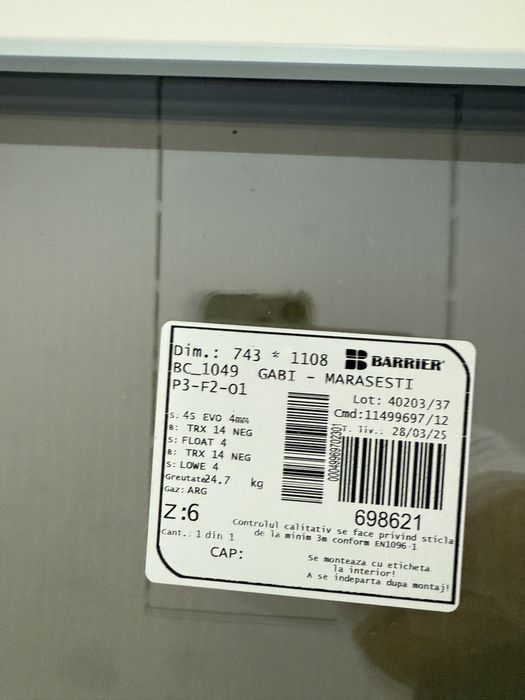 Dim.: 743 * 1108 BARRIER
BC_1049 GABI - MARASESTI
P3-F2-01
Lot: 40203/37
Cmd:11499697/12
T. liv.: 28/03/25
S: 4S EVO 4mm
B: TRX 14 NEG
S: FLOAT 4
B: TRX 14 NEG
S: LOWE 4
Greutate24.7 kg
Gaz: ARG
698621
Z:6
Controlul calitativ se face privind sticla
de la minim 3m conform EN1096-1
Cant.: 1 din 1
CAP:
Se monteaza cu eticheta
la interior!
A se indeparta dupa montaj!